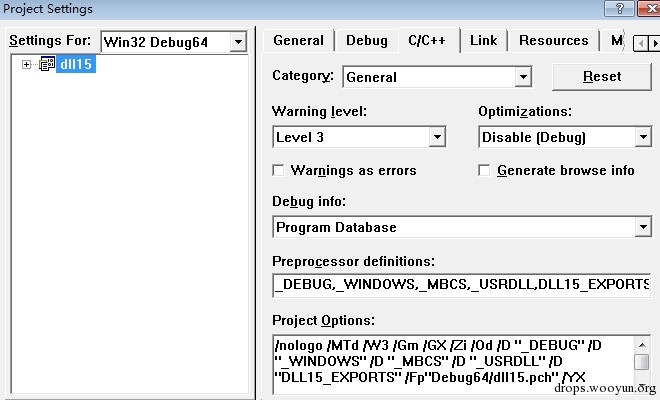 Project Settings
Settings For: Win32 Debug64
dll15
General Debug C/C++ Link Resources
Category: General Reset
Warning level: Optimizations:
Level 3 Disable (Debug)
Warnings as errors Generate browse info
Debug info:
Program Database
Preprocessor definitions:
_DEBUG,_WINDOWS,_MBCS,_USRDLL,DLL15_EXPORTS
Project Options:
/nologo /MTd /W3 /Gm /GX /Zi /Od /D "_DEBUG" /D
"_WINDOWS" /D "_MBCS" /D "_USRDLL" /D
"DLL15_EXPORTS" /Fp"Debug64/dll15.pch" /YX
drops.wooyun.org